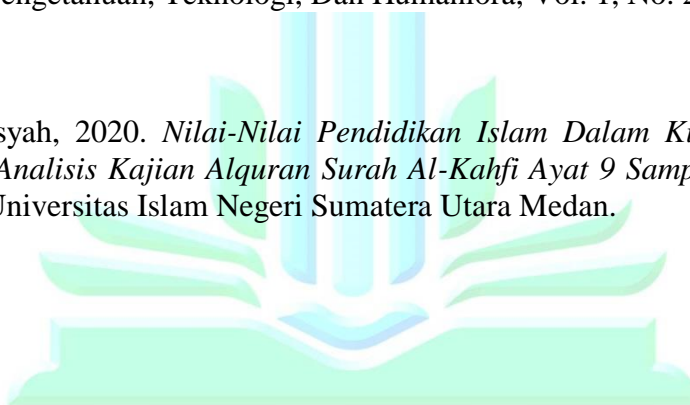 engetahuan, Teknologi, Dan Humaniora, Vol. 1, No. 2
syah, 2020. Nilai-Nilai Pendidikan Islam Dalam Ki
Analisis Kajian Alquran Surah Al-Kahfi Ayat 9 Samp
Universitas Islam Negeri Sumatera Utara Medan.